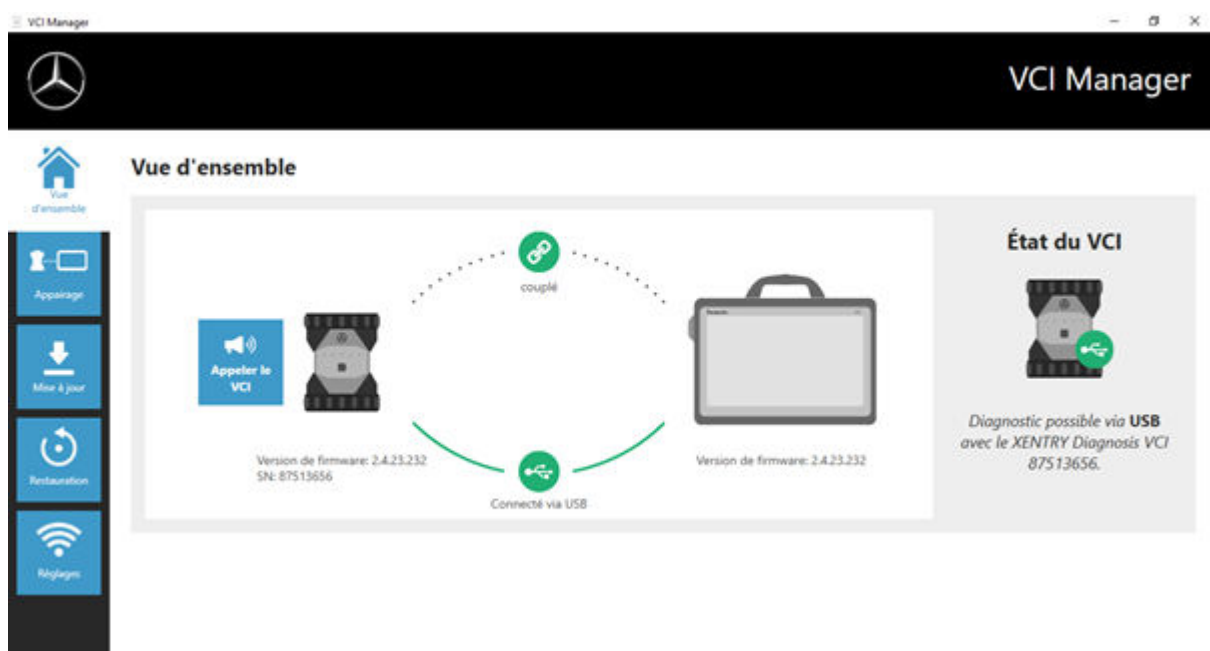 VCI Manager
VCI Manager
Vue
d'ensemble
Appairage
Mise à jour
Restauration
Réglages
Vue d'ensemble
couplé
Appeler le
VCI
Version de firmware: 2.4.23.232
SN: 87513656
Connecté via USB
Version de firmware: 2.4.23.232
État du VCI
Diagnostic possible via USB
avec le XENTRY Diagnosis VCI
87513656.